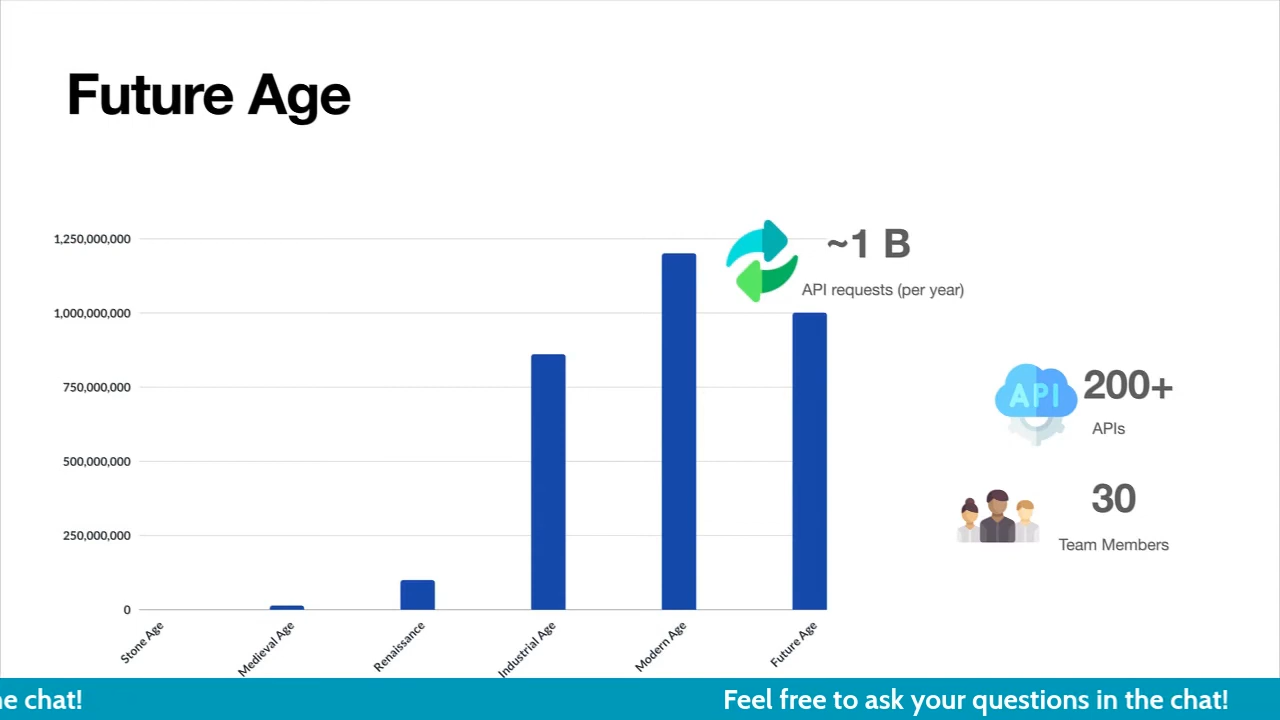 Future Age
1,250,000,000
1,000,000,000
750,000,000
500,000,000
250,000,000
0
Stone Age
Medieval Age
Renaissance
Industrial Age
Modern Age
Future Age
~1 B
API requests (per year)
API
200+
APIs
30
Team Members
he chat!
Feel free to ask your questions in the chat!